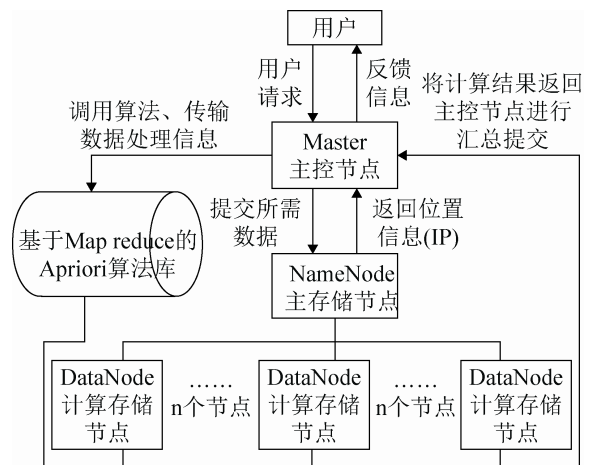 用户
用户
请求
反馈
信息
将计算结果返回
主控节点进行
汇总提交
调用算法、传输
数据处理信息
Master
主控节点
提交所需
数据
返回位置
信息(IP)
基于Map reduce的
Apriori算法库
NameNode
主存储节点
DataNode
计算存储
节点
……
n个节点
DataNode
计算存储
节点
……
n个节点
DataNode
计算存储
节点